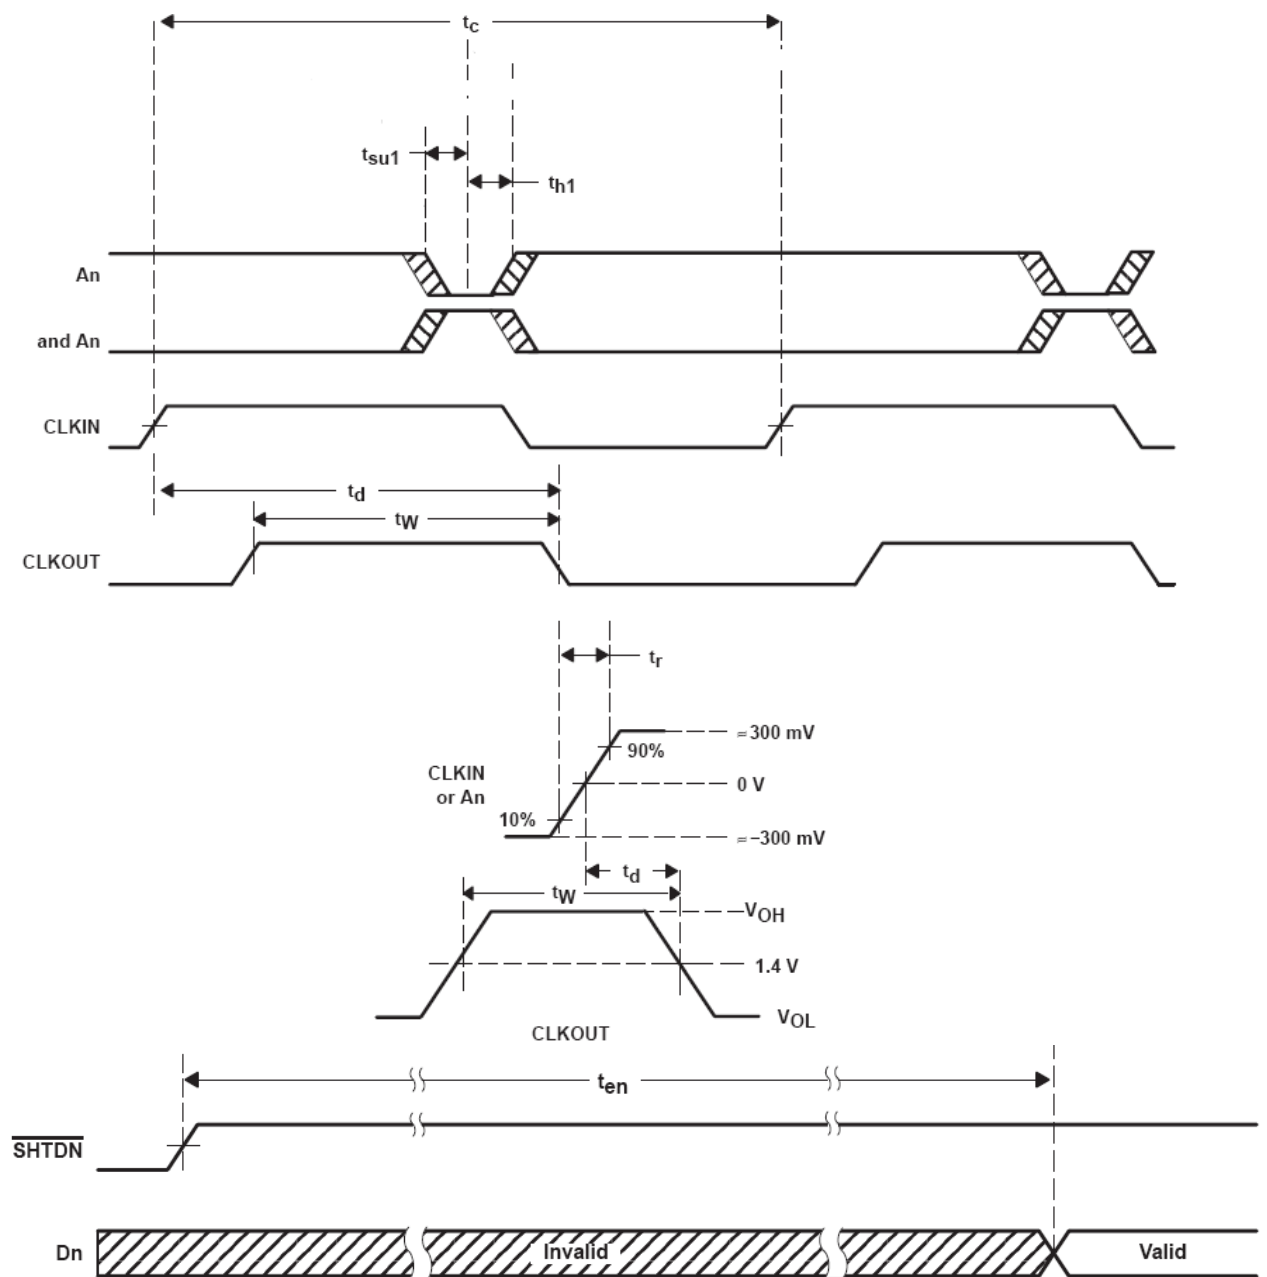 tc
tsu1
th1
An
and An
CLKIN
td
tW
CLKOUT
tr
≈300 mV
90%
CLKIN
or An
0 V
10%
≈−300 mV
td
tW
VOH
1.4 V
VOL
CLKOUT
ten
SHTDN
Dn
Invalid
Valid